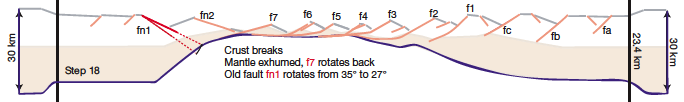 fn2 f7 f6 f5 f4 f3 f2 f1
fn1 fc fb fa
30 km
Crust breaks
Mantle exhumed, f7 rotates back
Old fault fn1 rotates from 35° to 27°
Step 18
23.4 km
30 km